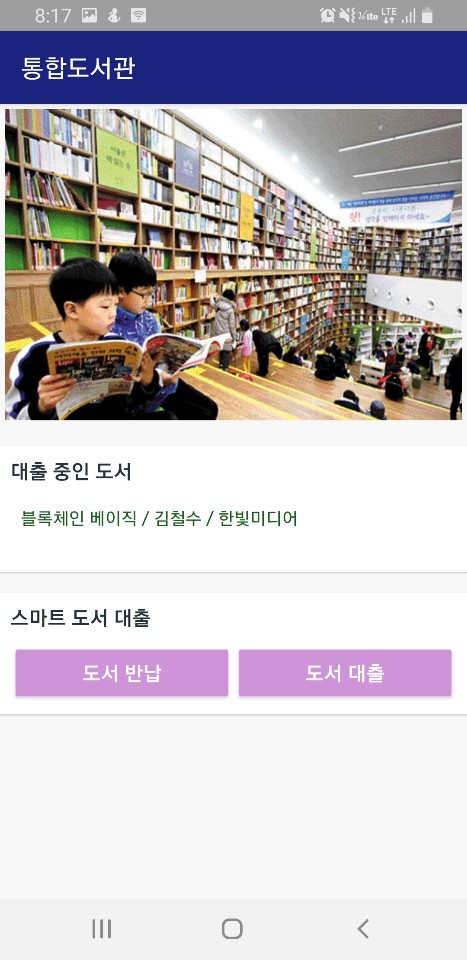 8:17
LTE
통합도서관
대출 중인 도서
블록체인 베이직 / 김철수 / 한빛미디어
스마트 도서 대출
도서 반납
도서 대출